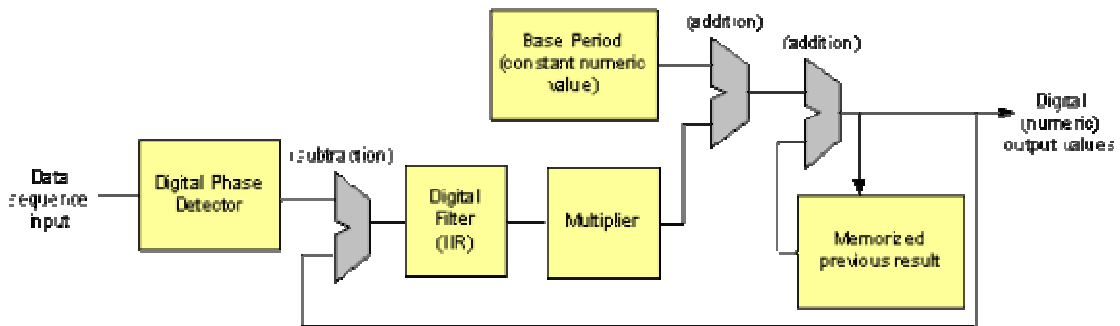 Base Period
(constant numeric
value)
(addition)
(addition)
Digital
(numeric)
output values
(subtraction)
Data
sequence
input
Digital Phase
Detector
Digital
Filter
(IIR)
Multiplier
Memorized
previous result